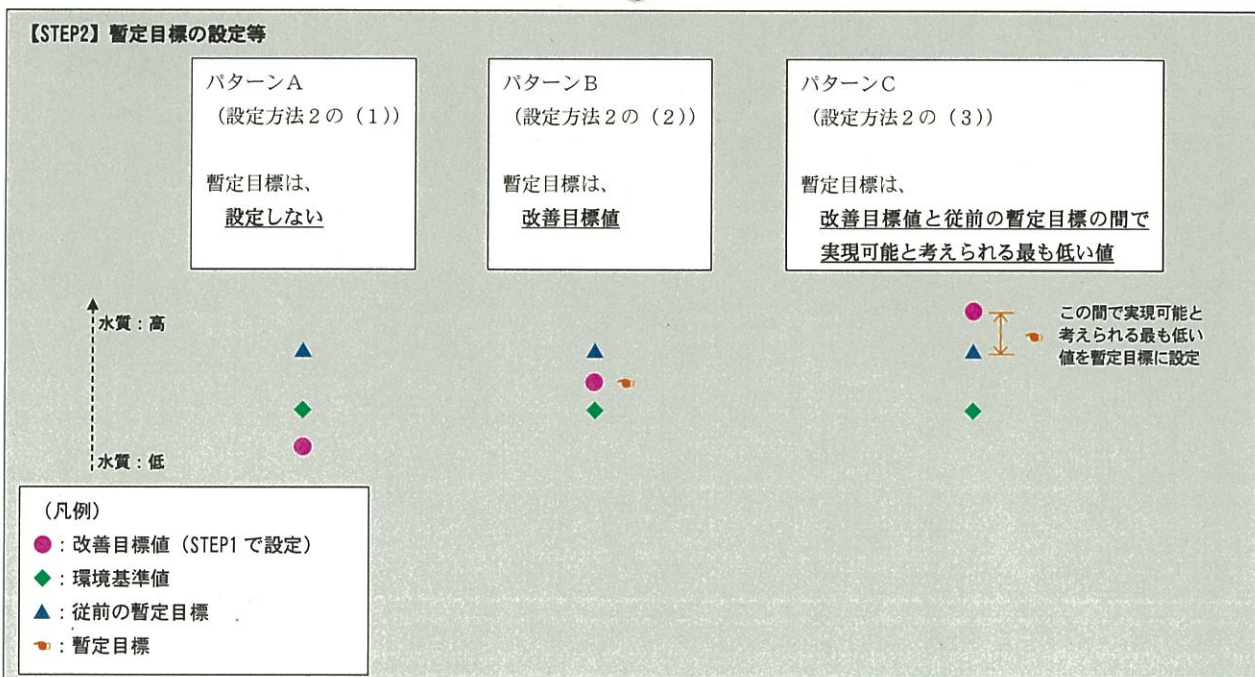 【STEP2】暫定目標の設定等
パターンA
(設定方法2の(1))
暫定目標は、
設定しない
パターンB
(設定方法2の(2))
暫定目標は、
改善目標値
パターンC
(設定方法2の(3))
暫定目標は、
改善目標値と従前の暫定目標の間で
実現可能と考えられる最も低い値
水質:高
この間で実現可能と
考えられる最も低い
値を暫定目標に設定
水質:低
(凡例)
:改善目標値(STEP1で設定)
:環境基準値
:従前の暫定目標
:暫定目標